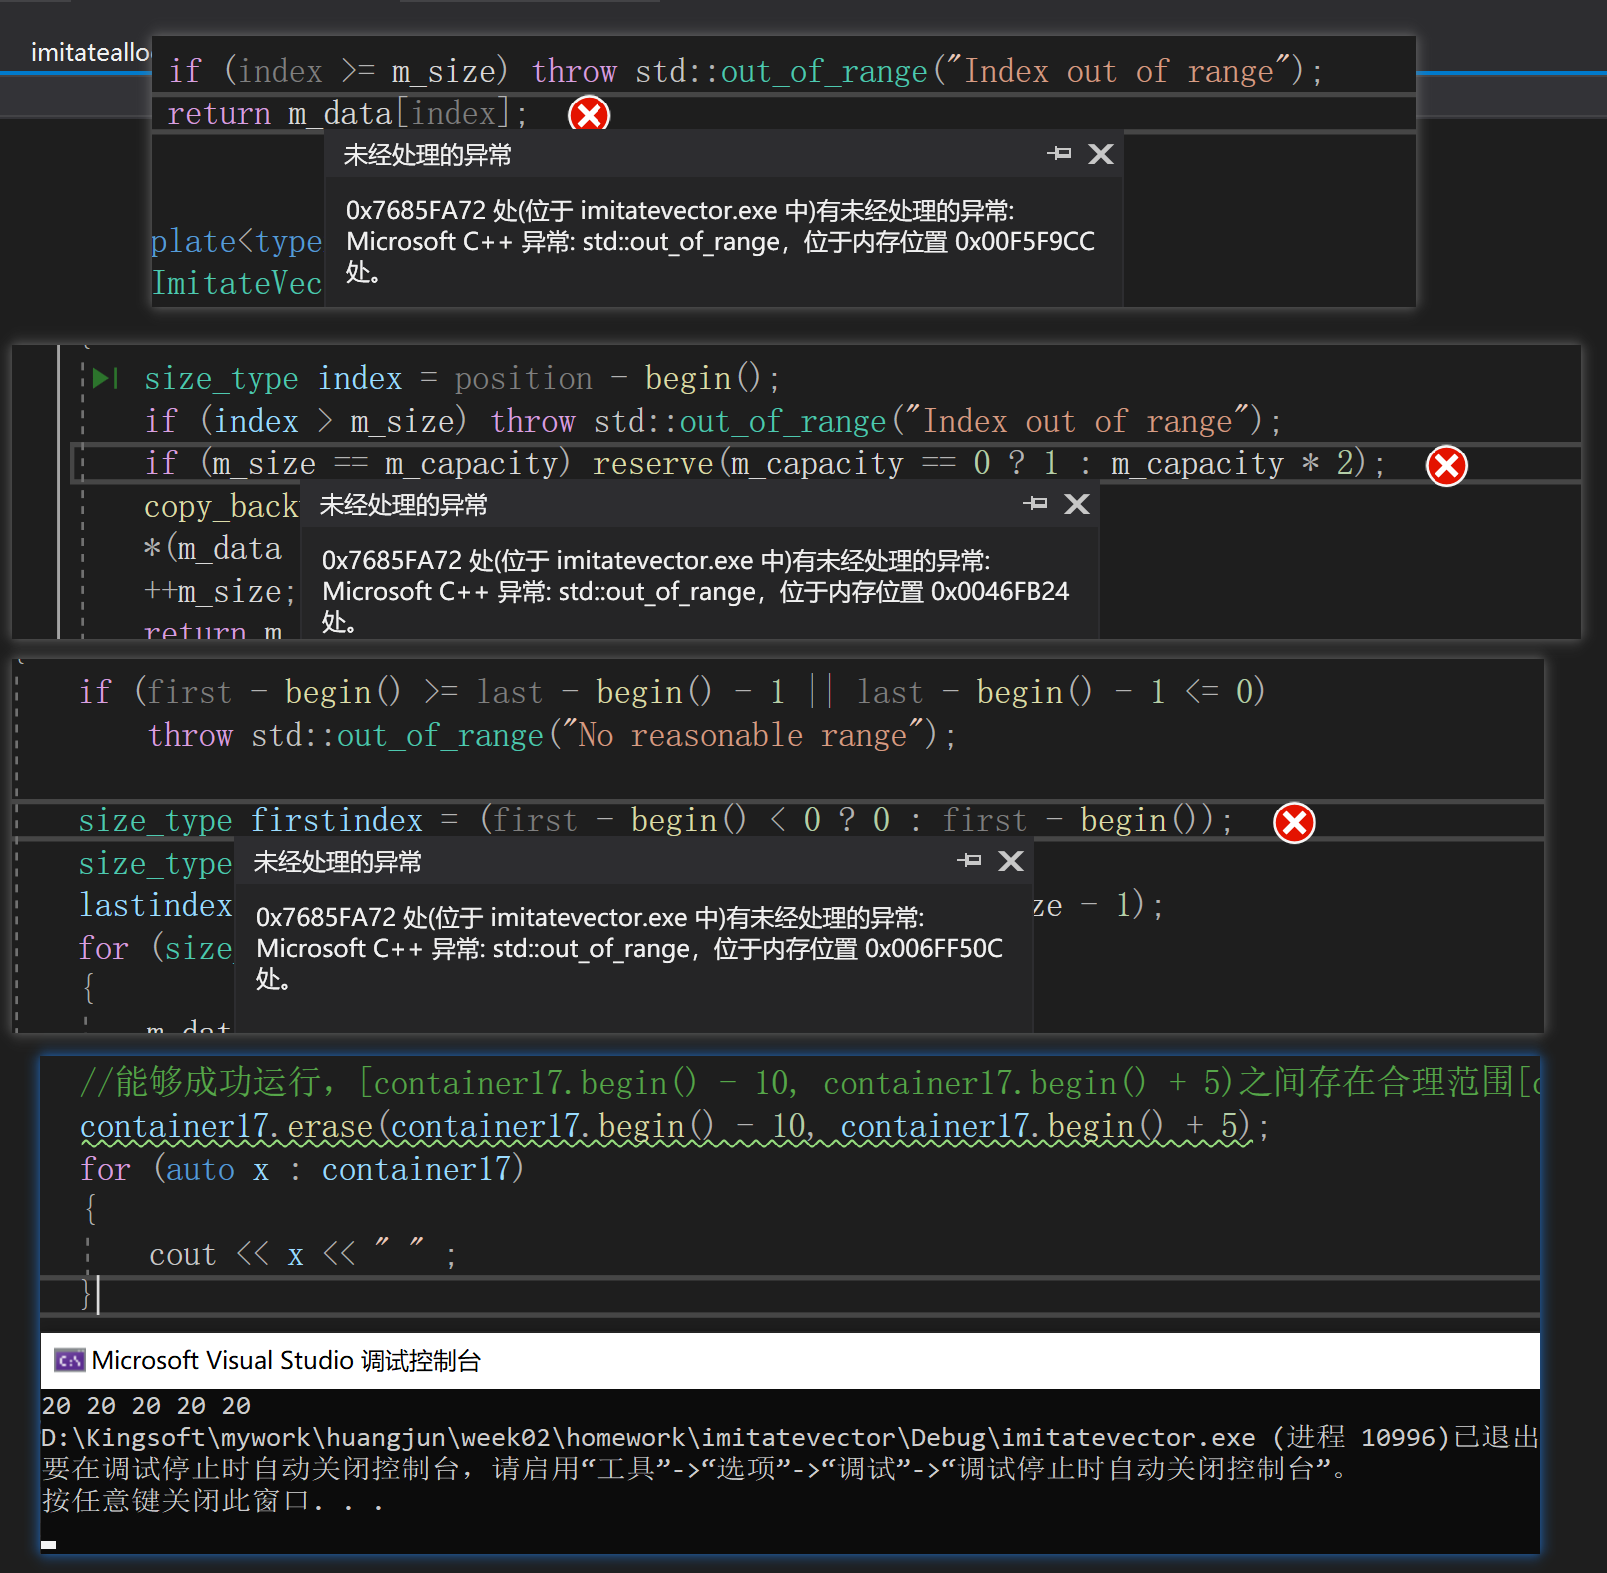 imitateallo
if (index >= m_size) throw std::out_of_range("Index out of range");
return m_data[index];
未经处理的异常
0x7685FA72 处(位于 imitatevector.exe 中)有未经处理的异常:
Microsoft C++ 异常: std::out_of_range，位于内存位置 0x00F5F9CC
处。
plate<type
ImitateVec
size_type index = position - begin();
if (index > m_size) throw std::out_of_range("Index out of range");
if (m_size == m_capacity) reserve(m_capacity == 0 ? 1 : m_capacity * 2);
copy_back
未经处理的异常
*(m_data
0x7685FA72 处(位于 imitatevector.exe 中)有未经处理的异常:
++m_size;
Microsoft C++ 异常: std::out_of_range，位于内存位置 0x0046FB24
处。
return m
if (first - begin() >= last - begin() - 1 || last - begin() - 1 <= 0)
throw std::out_of_range("No reasonable range");
size_type firstindex = (first - begin() < 0 ? 0 : first - begin());
size_type
未经处理的异常
lastindex
ze - 1);
0x7685FA72 处(位于 imitatevector.exe 中)有未经处理的异常:
for (size
Microsoft C++ 异常: std::out_of_range，位于内存位置 0x006FF50C
处。
{
m_dat
//能够成功运行，[container17.begin() - 10, container17.begin() + 5)之间存在合理范围[c
container17.erase(container17.begin() - 10, container17.begin() + 5);
for (auto x : container17)
{
cout << x << " " ;
}
Microsoft Visual Studio 调试控制台
20 20 20 20 20
D:\Kingsoft\mywork\huangjun\week02\homework\imitatevector\Debug\imitatevector.exe (进程 10996)已退出
要在调试停止时自动关闭控制台，请启用“工具”->“选项”->“调试”->“调试停止时自动关闭控制台”。
按任意键关闭此窗口. . .